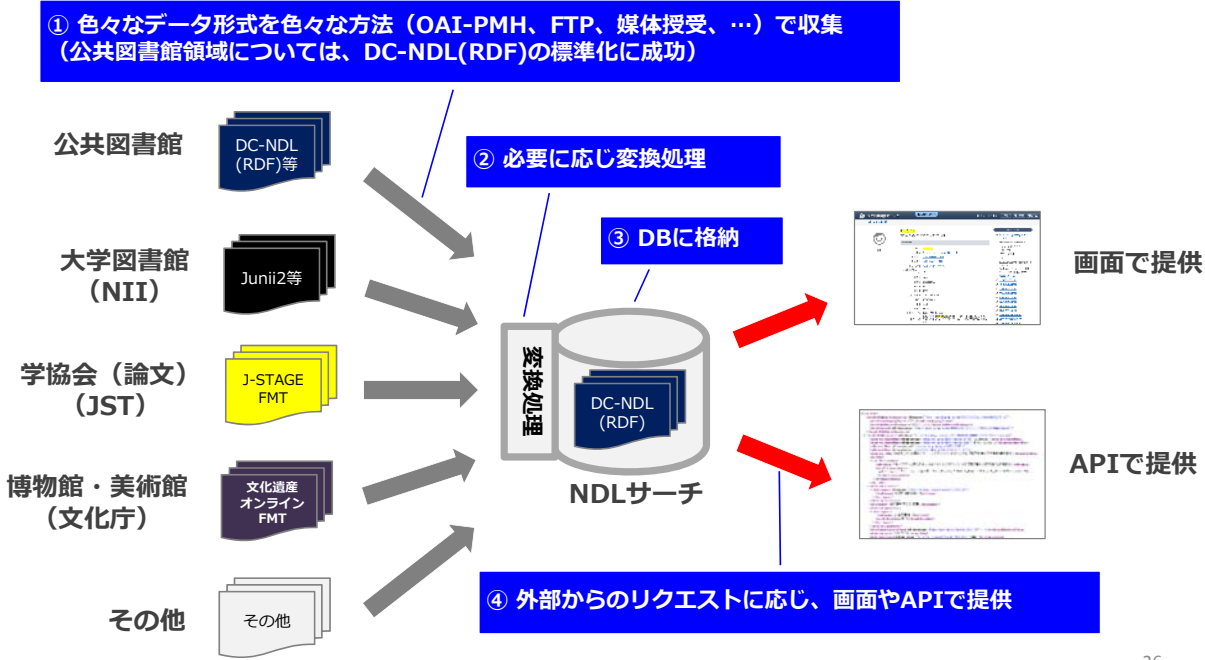 ① 色々なデータ形式を色々な方法（OAI-PMH、FTP、媒体授受、…）で収集
（公共図書館領域については、DC-NDL(RDF)の標準化に成功）
公共図書館
DC-NDL
(RDF)等
② 必要に応じ変換処理
③ DBに格納
大学図書館
（NII）
Junii2等
画面で提供
学協会（論文）
（JST）
J-STAGE
FMT
変換処理
DC-NDL
(RDF)
NDLサーチ
APIで提供
博物館・美術館
（文化庁）
文化遺産
オンライン
FMT
④ 外部からのリクエストに応じ、画面やAPIで提供
その他
その他